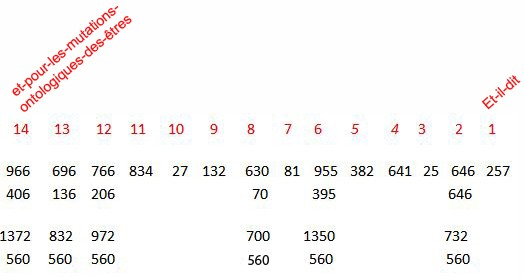 et-pour-les-mutations-
ontologiques-des-êtres
Et-il-dit
14 13 12 11 10 9 8 7 6 5 4 3 2 1
966 696 766 834 27 132 630 81 955 382 641 25 646 257
406 136 206 70 395 646
1372 832 972 700 1350 732
560 560 560 560 560 560